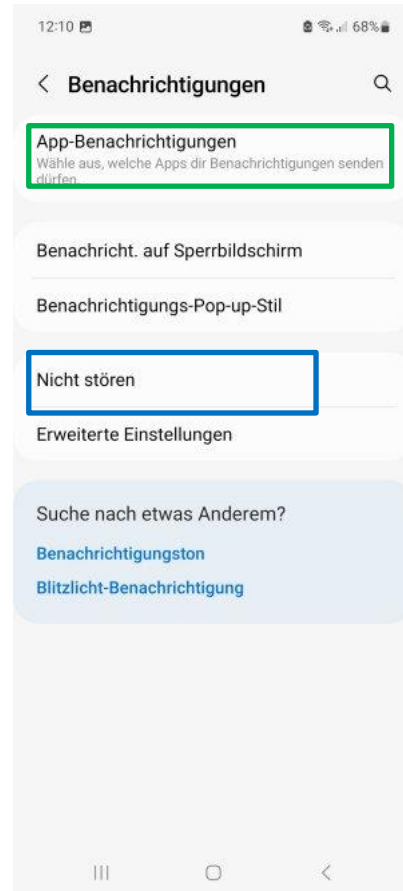 12:10 68%
Benachrichtigungen
App-Benachrichtigungen
Wähle aus, welche Apps dir Benachrichtigungen senden
dürfen.
Benachricht. auf Sperrbildschirm
Benachrichtigungs-Pop-up-Stil
Nicht stören
Erweiterte Einstellungen
Suche nach etwas Anderem?
Benachrichtigungston
Blitzlicht-Benachrichtigung